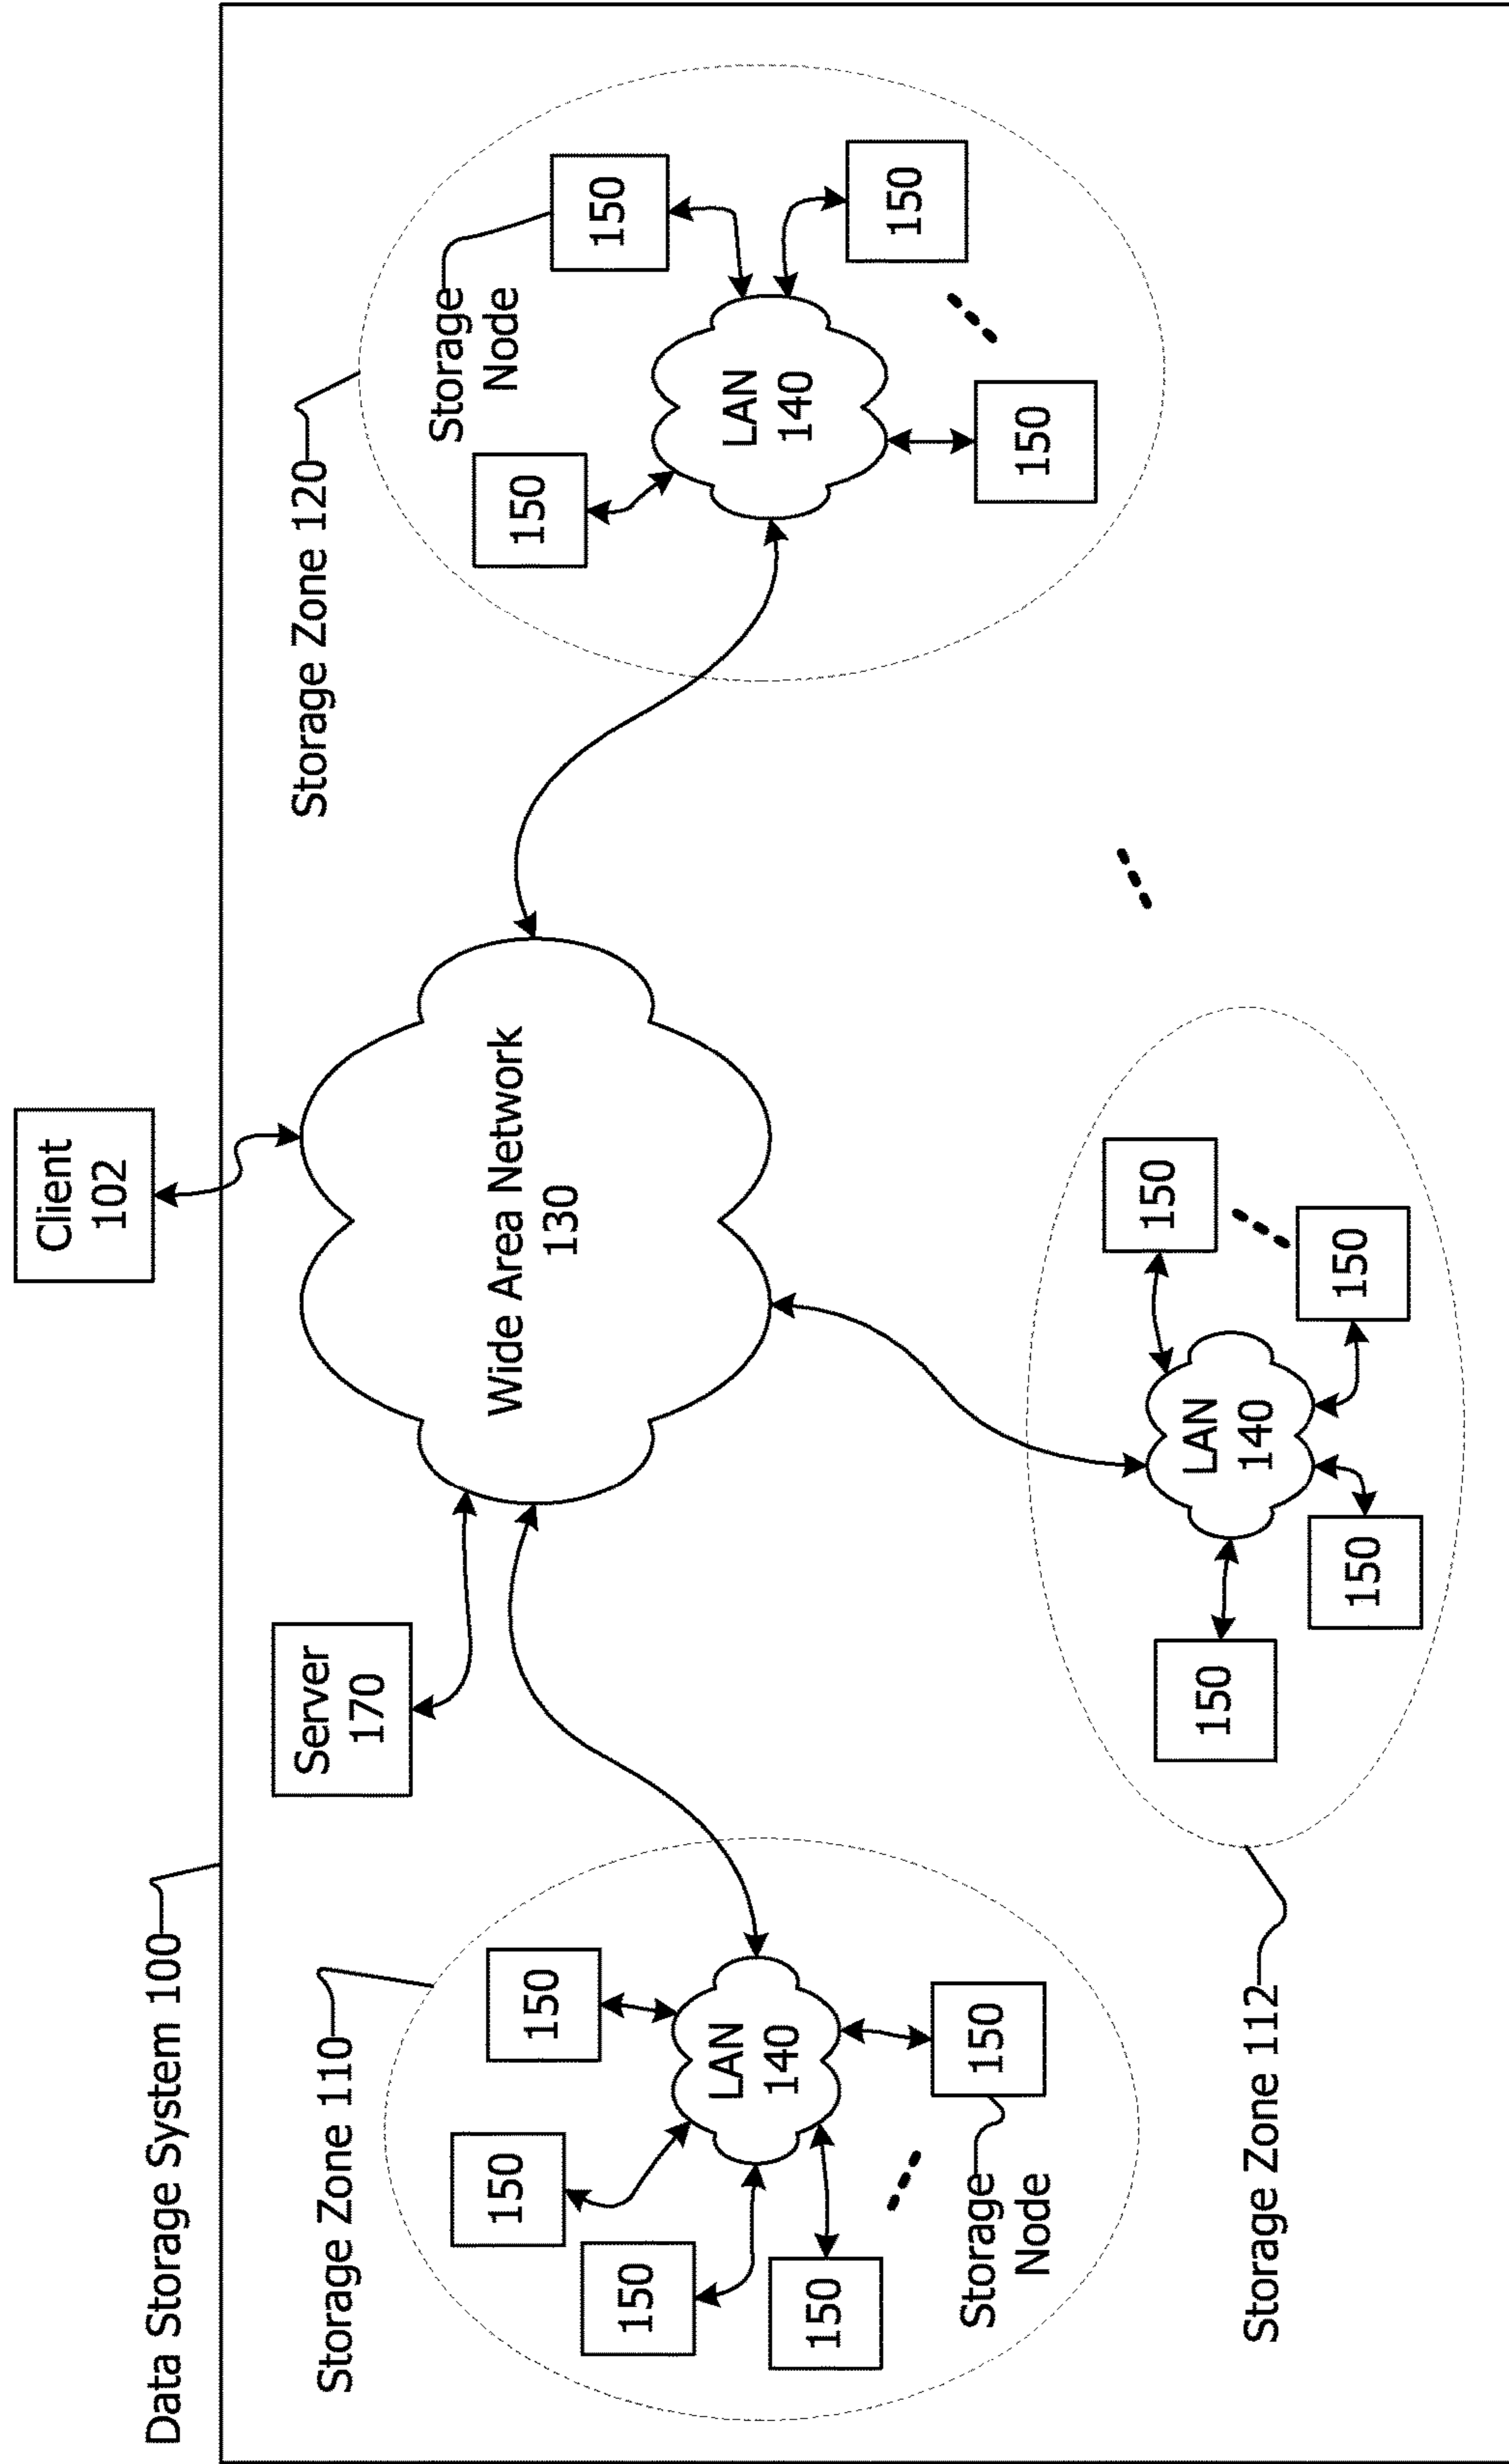 Client
102
Data Storage System 100
Server
170
Storage Zone 110
Storage Zone 120
Wide Area Network
130
150
150
150
150
150
LAN
140
Storage
Node
150
150
Storage
Node
150
150
LAN
140
150
150
150
150
LAN
140
Storage Zone 112